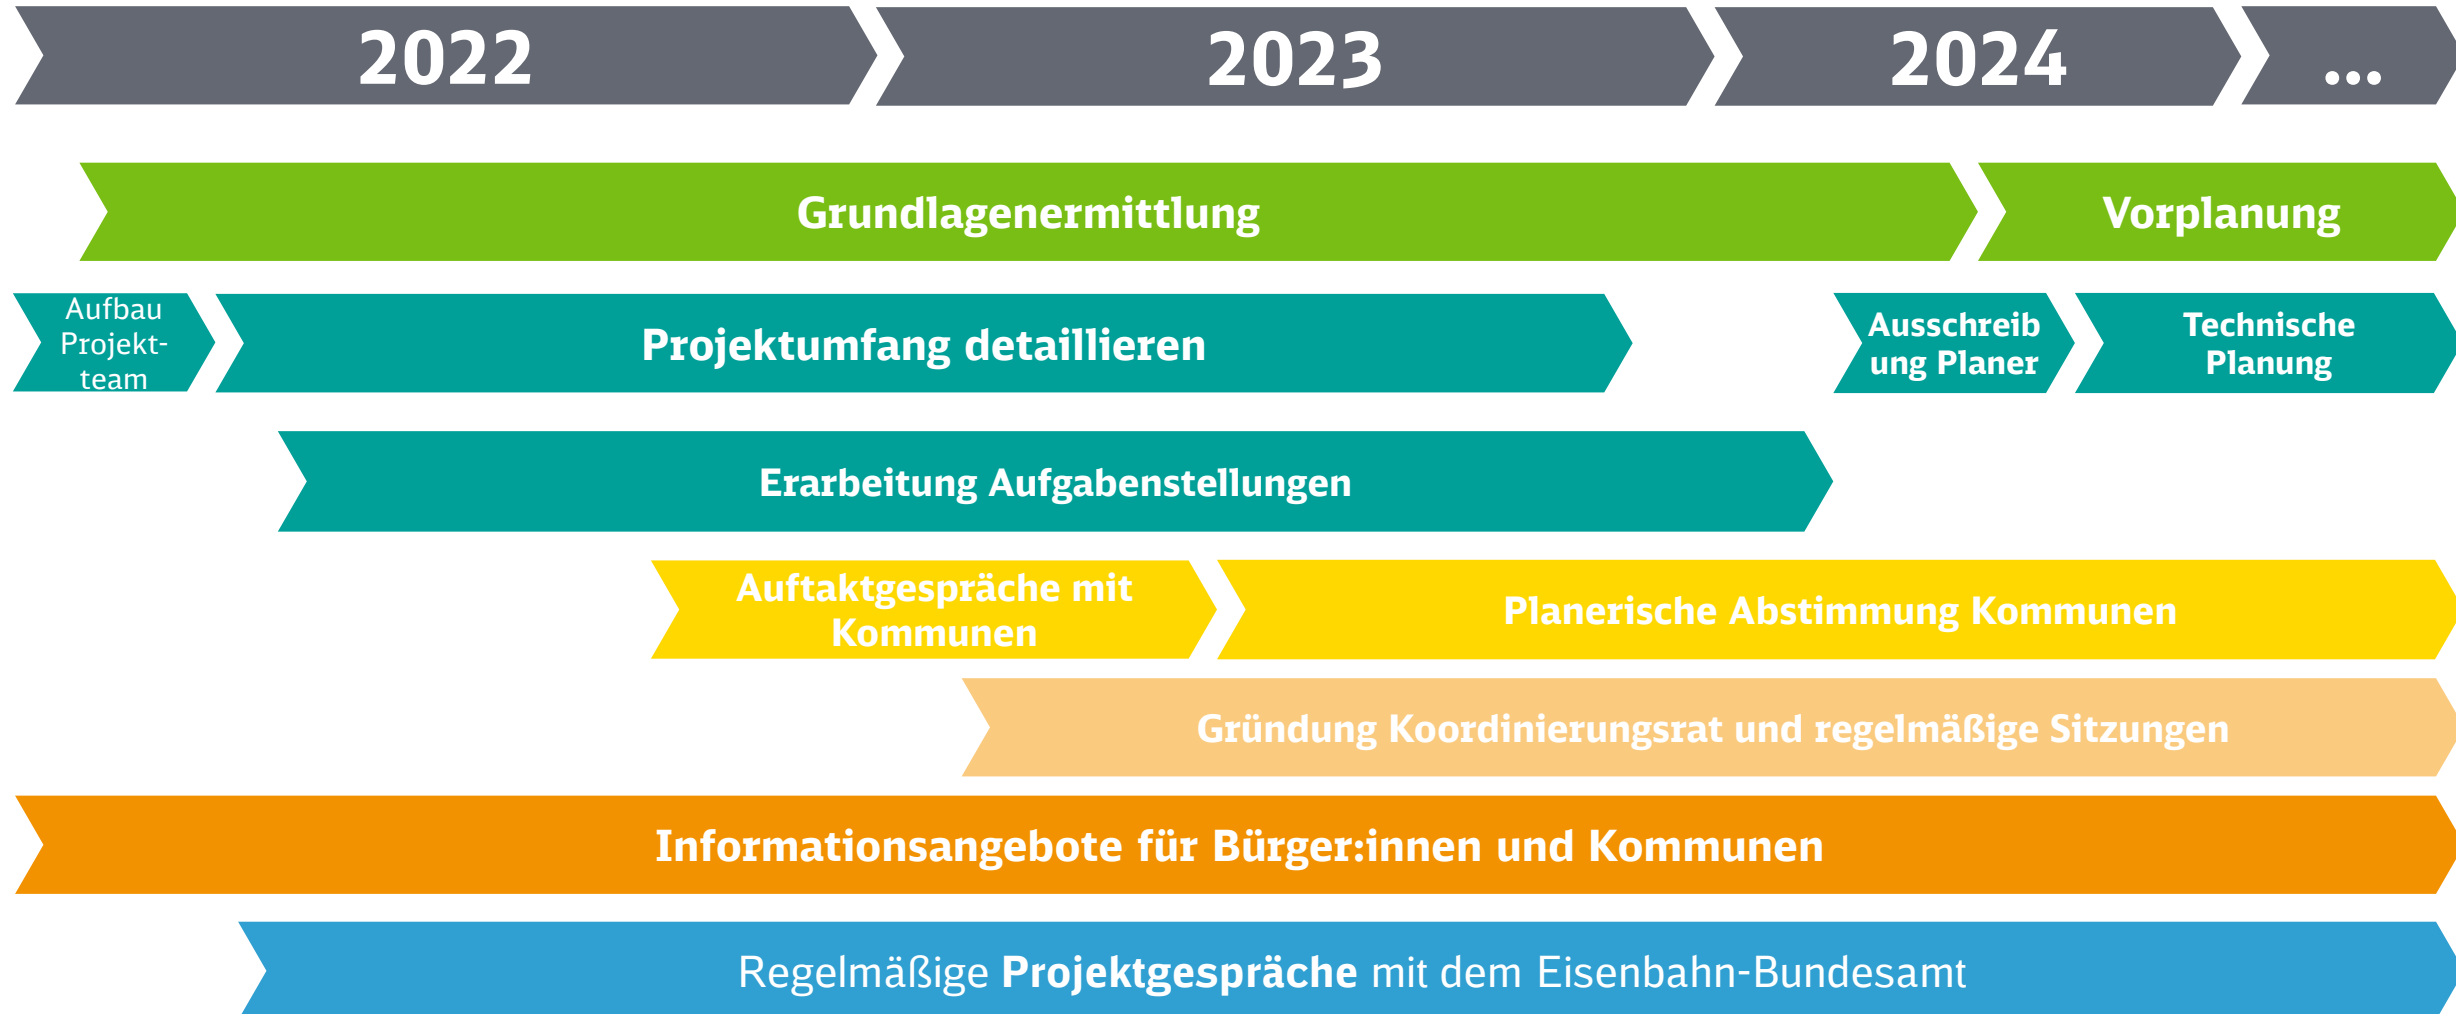 2022
2023
2024
...
Grundlagenermittlung
Vorplanung
Aufbau
Projekt-
team
Projektumfang detaillieren
Ausschreib
ung Planer
Technische
Planung
Erarbeitung Aufgabenstellungen
Auftaktgespräche mit
Kommunen
Planerische Abstimmung Kommunen
Gründung Koordinierungsrat und regelmäßige Sitzungen
Informationsangebote für Bürger:innen und Kommunen
Regelmäßige Projektgespräche mit dem Eisenbahn-Bundesamt